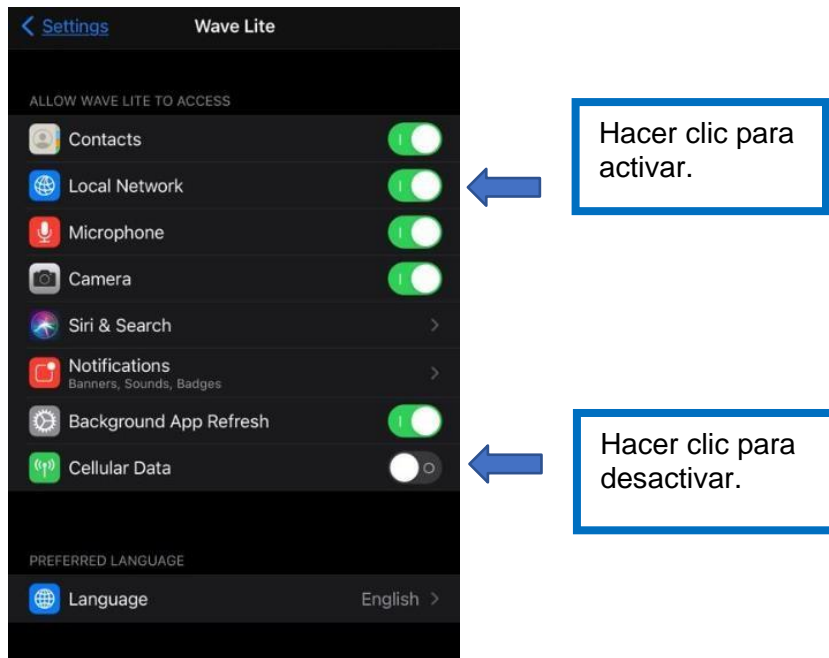 Settings
Wave Lite
ALLOW WAVE LITE TO ACCESS
Contacts
Hacer clic para
activar.
Local Network
Microphone
Camera
Siri & Search
Notifications
Banners, Sounds, Badges
Background App Refresh
Cellular Data
Hacer clic para
desactivar.
PREFERRED LANGUAGE
Language
English